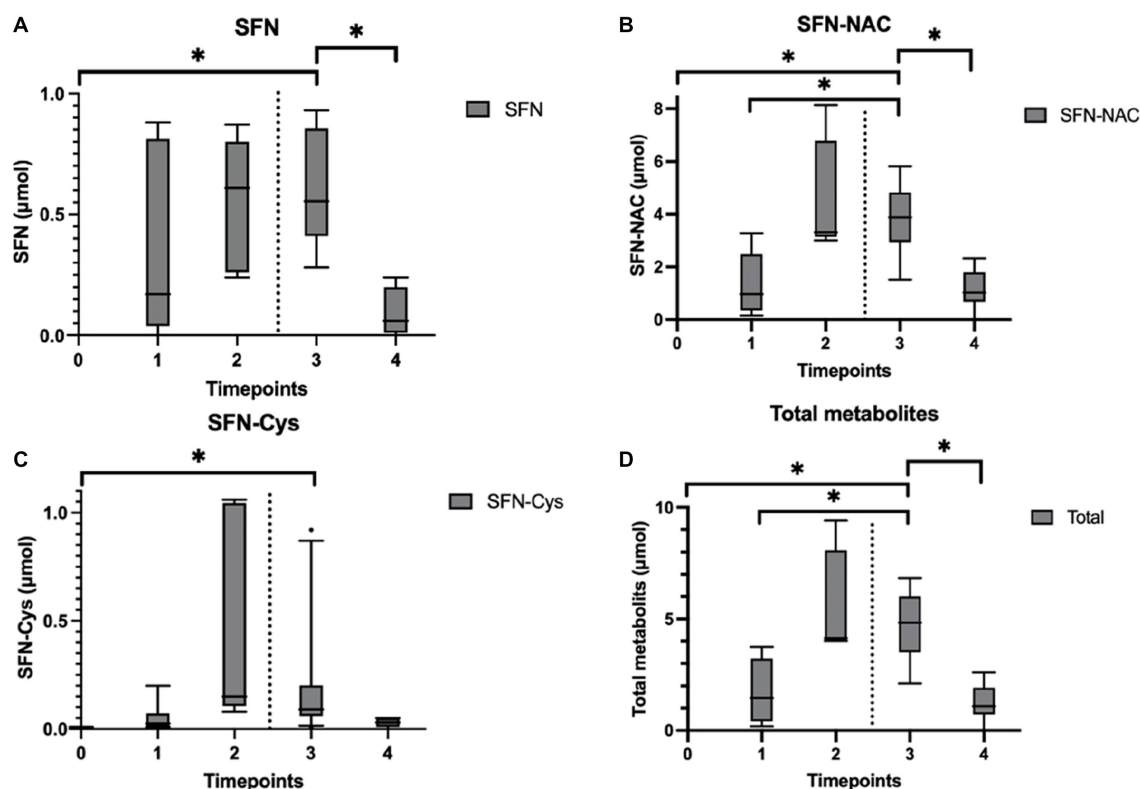 A
SFN
*
*
SFN (µmol)
1.0
0.5
0.0
0
1
2
3
4
Timepoints
SFN
B
SFN-NAC
*
*
*
SFN-NAC (µmol)
8
6
4
2
0
0
1
2
3
4
Timepoints
SFN-NAC
C
SFN-Cys
*
SFN-Cys (µmol)
1.0
0.5
0.0
0
1
2
3
4
Timepoints
SFN-Cys
D
Total metabolites
*
*
*
Total metabolits (µmol)
10
5
0
0
1
2
3
4
Timepoints
Total